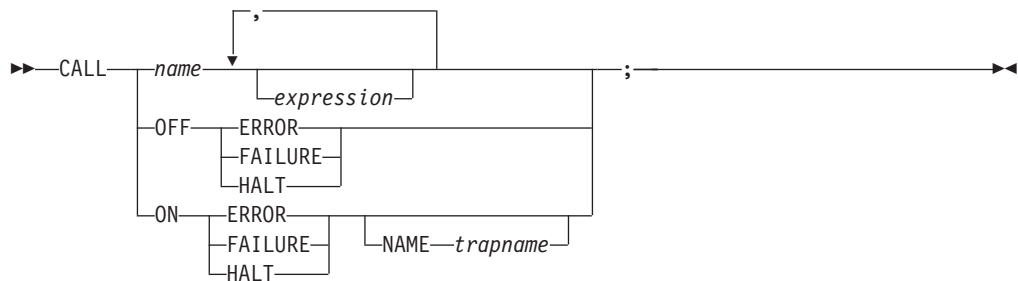 ,
CALL name ;
expression
OFF ERROR
FAILURE
HALT
ON ERROR
FAILURE NAME trapname
HALT